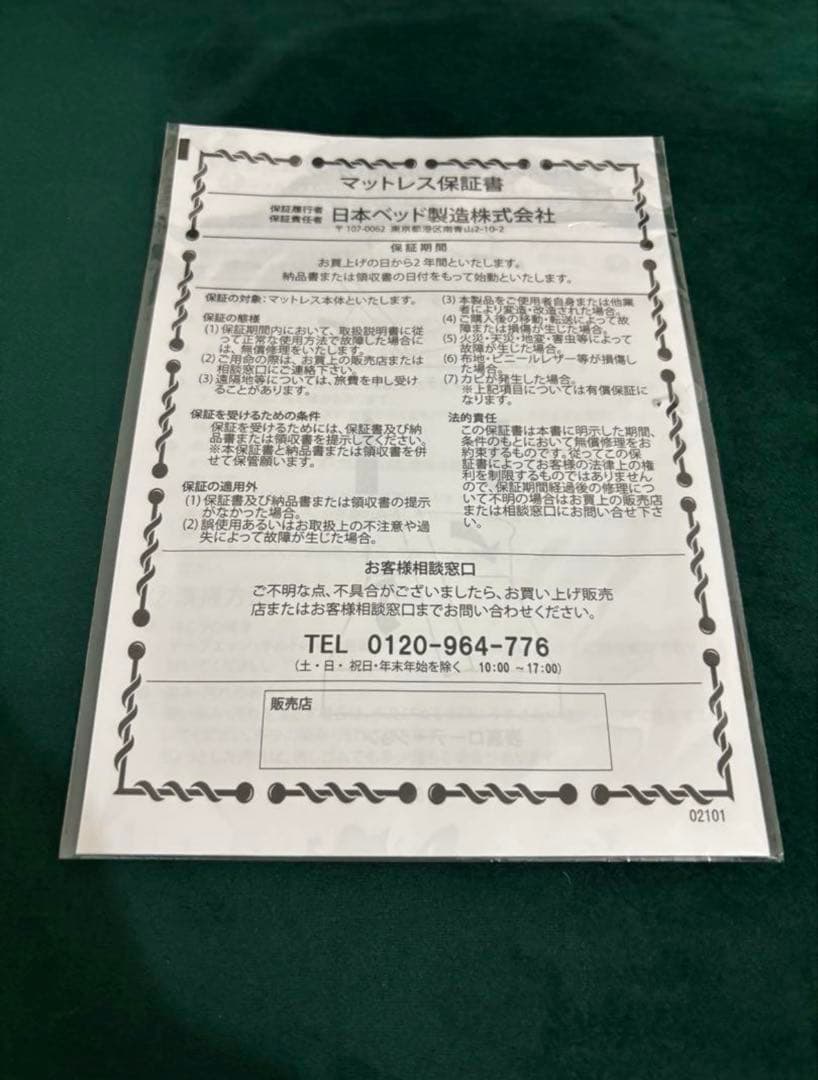 マットレス保証書
保証履行者
保証責任者
日本ベッド製造株式会社
〒107-0062 東京都港区南青山2-10-2
保証期間
お買上げの日から2年間といたします。
納品書または領収書の日付をもって始動といたします。
保証の対象:マットレス本体といたします。
保証の態様
(1)保証期間内において、取扱説明書に従
って正常な使用方法で故障した場合に
は、無償修理をいたします。
(2)ご用命の際は、お買上の販売店または
相談窓口にご連絡下さい。
(3)遠隔地等については、旅費を申し受け
ることがあります。
保証を受けるための条件
保証を受けるためには、保証書及び納
品書または領収書を提示してください。
※本保証書と納品書または領収書を併
せて保管願います。
保証の適用外
(1)保証書及び納品書または領収書の提示
がなかった場合。
(2)誤使用あるいはお取扱上の不注意や過
失によって故障が生じた場合。
(3)本製品をご使用者自身または他業
者により変造・改造された場合。
(4)ご購入後の移動・転送によって故
障または損傷が生じた場合。
(5)火災・天災・地変・害虫等によって
故障が生じた場合。
(6)布地・ビニールレザー等が損傷し
た場合。
(7)カビが発生した場合。
※上記項目については有償保証に
なります。
法的責任
この保証書は本書に明示した期間、
条件のもとにおいて無償修理をお
約束するものです。従ってこの保
証書によってお客様の法律上の権
利を制限するものではありません
ので、保証期間経過後の修理につ
いて不明の場合はお買上の販売店
または相談窓口にお問い合せ下さ
い。
お客様相談窓口
ご不明な点、不具合がございましたら、お買い上げ販売
店またはお客様相談窓口までお問い合わせください。
TEL 0120-964-776
(土・日・祝日・年末年始を除く 10:00 ~17:00)
販売店
02101